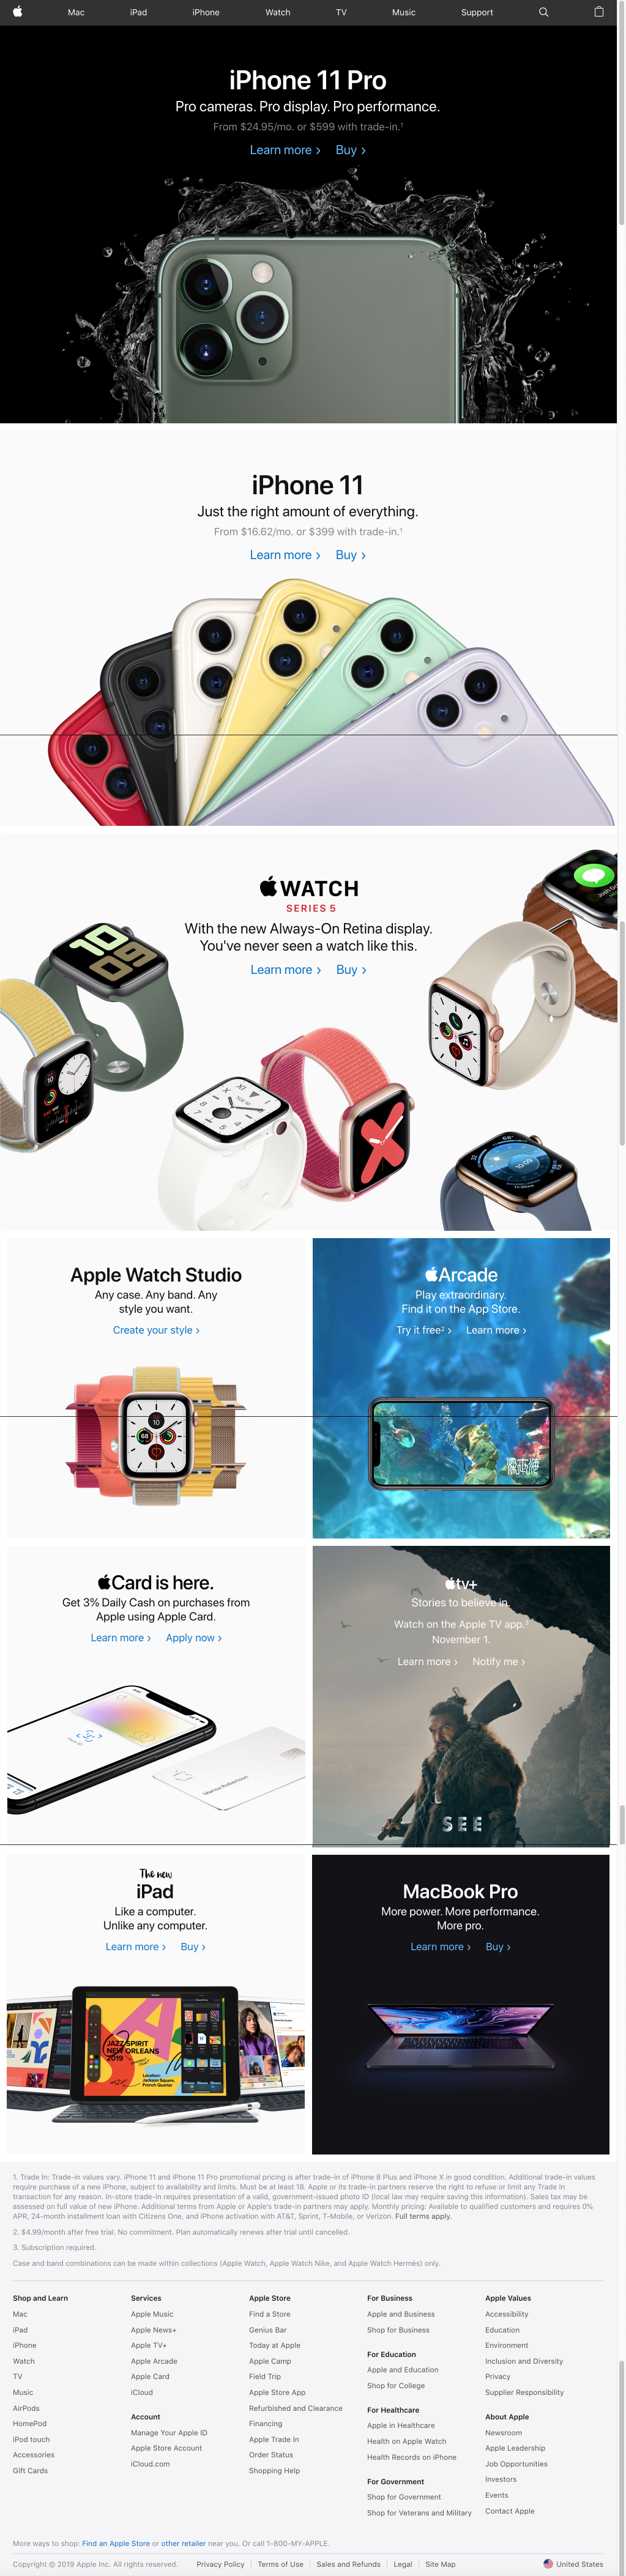 Mac iPad iPhone Watch TV Music Support
iPhone 11 Pro
Pro cameras. Pro display. Pro performance.
From $24.95/mo. or $599 with trade-in.¹
Learn more › Buy ›
iPhone 11
Just the right amount of everything.
From $16.62/mo. or $399 with trade-in.¹
Learn more › Buy ›
WATCH
SERIES 5
With the new Always-On Retina display.
You've never seen a watch like this.
Learn more › Buy ›
Apple Watch Studio
Any case. Any band. Any
style you want.
Create your style ›
Arcade
Play extraordinary.
Find it on the App Store.
Try it free² › Learn more ›
Card is here.
Get 3% Daily Cash on purchases from
Apple using Apple Card.
Learn more › Apply now ›
tv+
Stories to believe in.
Watch on the Apple TV app.³
November 1.
Learn more › Notify me ›
SEE
The new
iPad
Like a computer.
Unlike any computer.
Learn more › Buy ›
JAZZ SPIRIT
NEW ORLEANS
2019
Location:
Jackson Square,
French Quarter
MacBook Pro
More power. More performance.
More pro.
Learn more › Buy ›
1. Trade In: Trade-in values vary. iPhone 11 and iPhone 11 Pro promotional pricing is after trade-in of iPhone 8 Plus and iPhone X in good condition. Additional trade-in values
require purchase of a new iPhone, subject to availability and limits. Must be at least 18. Apple or its trade-in partners reserve the right to refuse or limit any Trade In
transaction for any reason. In-store trade-in requires presentation of a valid, government-issued photo ID (local law may require saving this information). Sales tax may be
assessed on full value of new iPhone. Additional terms from Apple or Apple's trade-in partners may apply. Monthly pricing: Available to qualified customers and requires 0%
APR, 24-month installment loan with Citizens One, and iPhone activation with AT&T, Sprint, T-Mobile, or Verizon. Full terms apply.
2. $4.99/month after free trial. No commitment. Plan automatically renews after trial until cancelled.
3. Subscription required.
Case and band combinations can be made within collections (Apple Watch, Apple Watch Nike, and Apple Watch Hermès) only.
Shop and Learn
Mac
iPad
iPhone
Watch
TV
Music
AirPods
HomePod
iPod touch
Accessories
Gift Cards
Services
Apple Music
Apple News+
Apple TV+
Apple Arcade
Apple Card
iCloud
Account
Manage Your Apple ID
Apple Store Account
iCloud.com
Apple Store
Find a Store
Genius Bar
Today at Apple
Apple Camp
Field Trip
Apple Store App
Refurbished and Clearance
Financing
Apple Trade In
Order Status
Shopping Help
For Business
Apple and Business
Shop for Business
For Education
Apple and Education
Shop for College
For Healthcare
Apple in Healthcare
Health on Apple Watch
Health Records on iPhone
For Government
Shop for Government
Shop for Veterans and Military
Apple Values
Accessibility
Education
Environment
Inclusion and Diversity
Privacy
Supplier Responsibility
About Apple
Newsroom
Apple Leadership
Job Opportunities
Investors
Events
Contact Apple
More ways to shop: Find an Apple Store or other retailer near you. Or call 1-800-MY-APPLE.
Copyright © 2019 Apple Inc. All rights reserved. Privacy Policy | Terms of Use | Sales and Refunds | Legal | Site Map United States